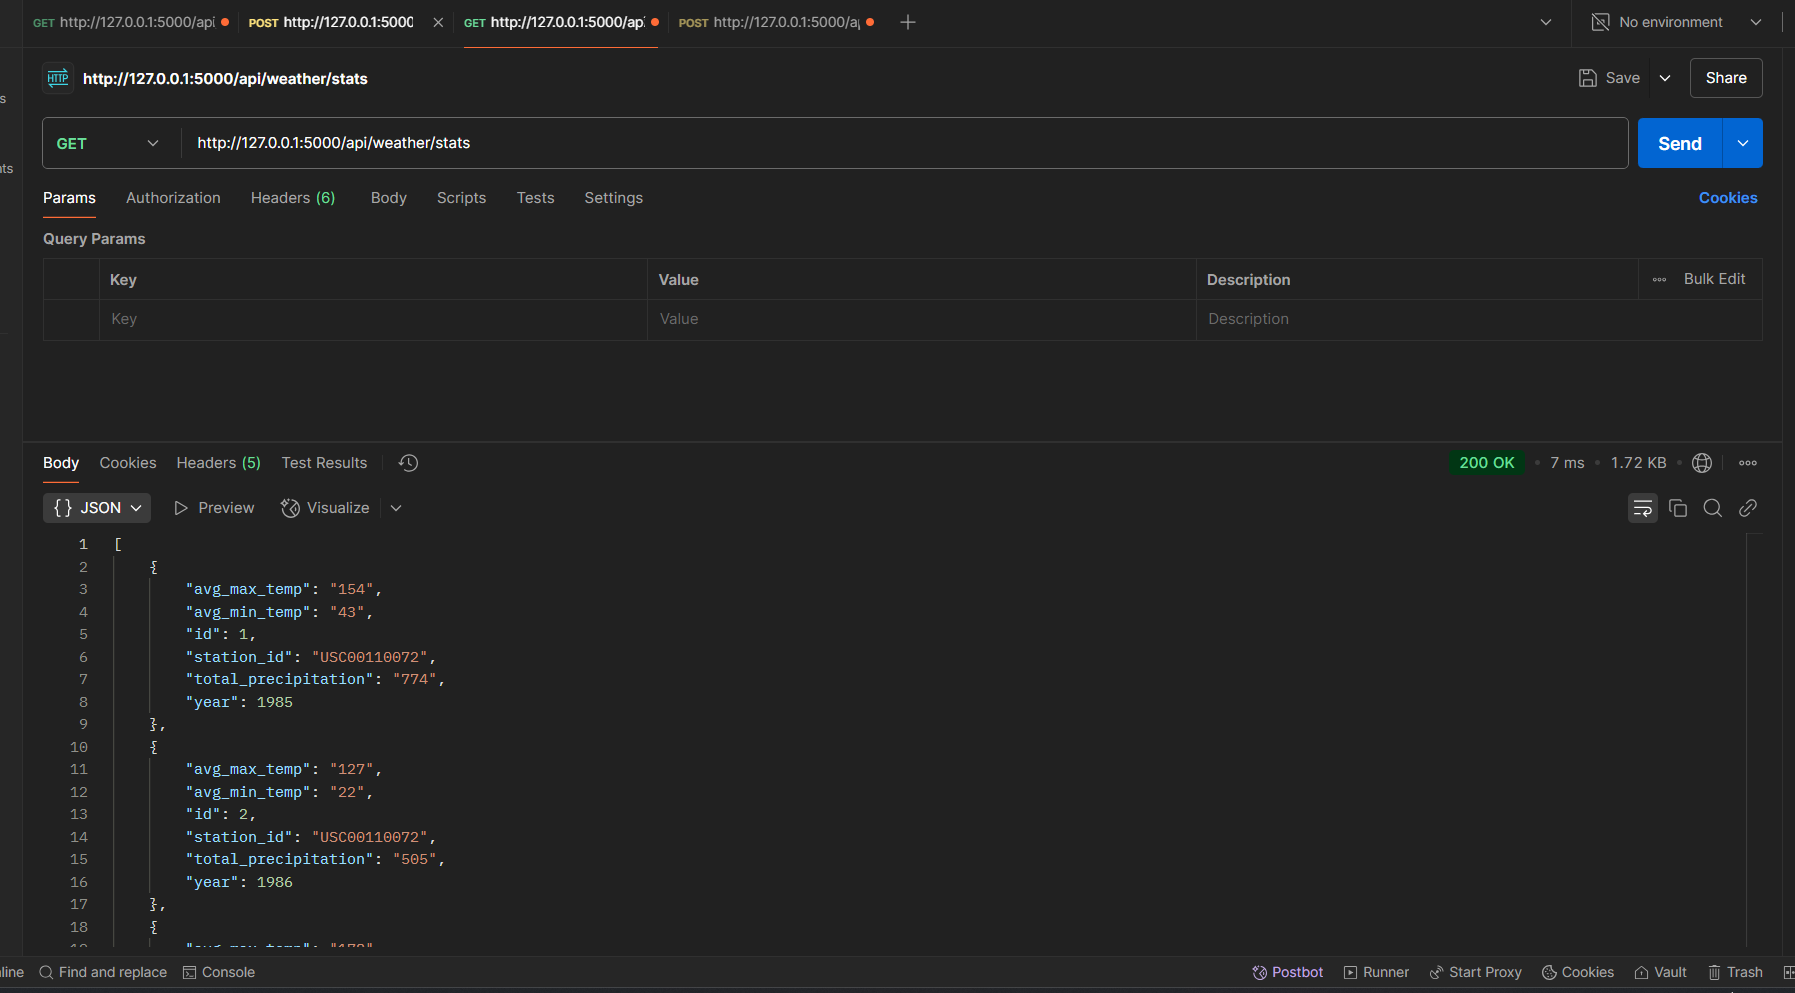 GET http://127.0.0.1:5000/api POST http://127.0.0.1:5000 GET http://127.0.0.1:5000/ap POST http://127.0.0.1:5000/a No environment
HTTP http://127.0.0.1:5000/api/weather/stats Save Share
GET http://127.0.0.1:5000/api/weather/stats Send
Params Authorization Headers (6) Body Scripts Tests Settings Cookies
Query Params
Key Value Description Bulk Edit
Key Value Description
Body Cookies Headers (5) Test Results 200 OK • 7 ms • 1.72 KB •
{} JSON Preview Visualize
1 [
2 {
3 "avg_max_temp": "154",
4 "avg_min_temp": "43",
5 "id": 1,
6 "station_id": "USC00110072",
7 "total_precipitation": "774",
8 "year": 1985
9 },
10 {
11 "avg_max_temp": "127",
12 "avg_min_temp": "22",
13 "id": 2,
14 "station_id": "USC00110072",
15 "total_precipitation": "505",
16 "year": 1986
17 },
18 {
line Find and replace Console Postbot Runner Start Proxy Cookies Vault Trash